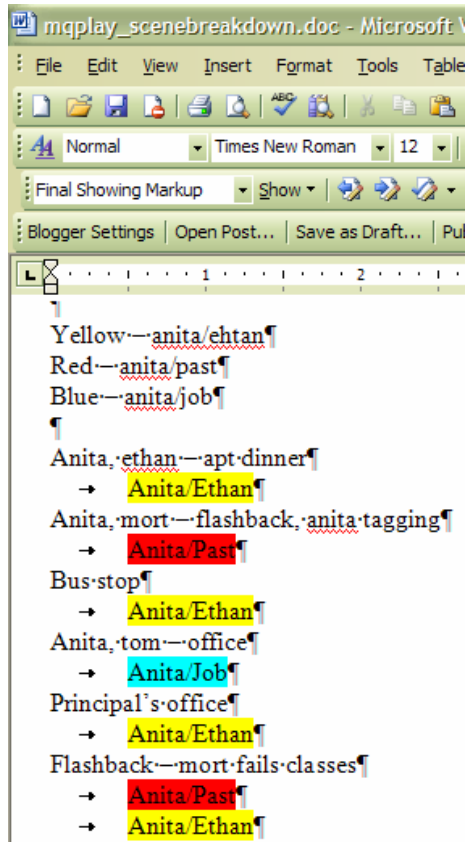 mqplay_scenebreakdown.doc - Microsoft
File Edit View Insert Format Tools Table
ABC
Normal Times New Roman 12
Final Showing Markup Show
Blogger Settings Open Post... Save as Draft... Pu
1 2
¶
Yellow·–·anita/ehtan¶
Red·–·anita/past¶
Blue·–·anita/job¶
¶
Anita,·ethan·–·apt·dinner¶
→ Anita/Ethan¶
Anita,·mort·–·flashback,·anita·tagging¶
→ Anita/Past¶
Bus·stop¶
→ Anita/Ethan¶
Anita,·tom·–·office¶
→ Anita/Job¶
Principal’s·office¶
→ Anita/Ethan¶
Flashback·–·mort·fails·classes¶
→ Anita/Past¶
→ Anita/Ethan¶